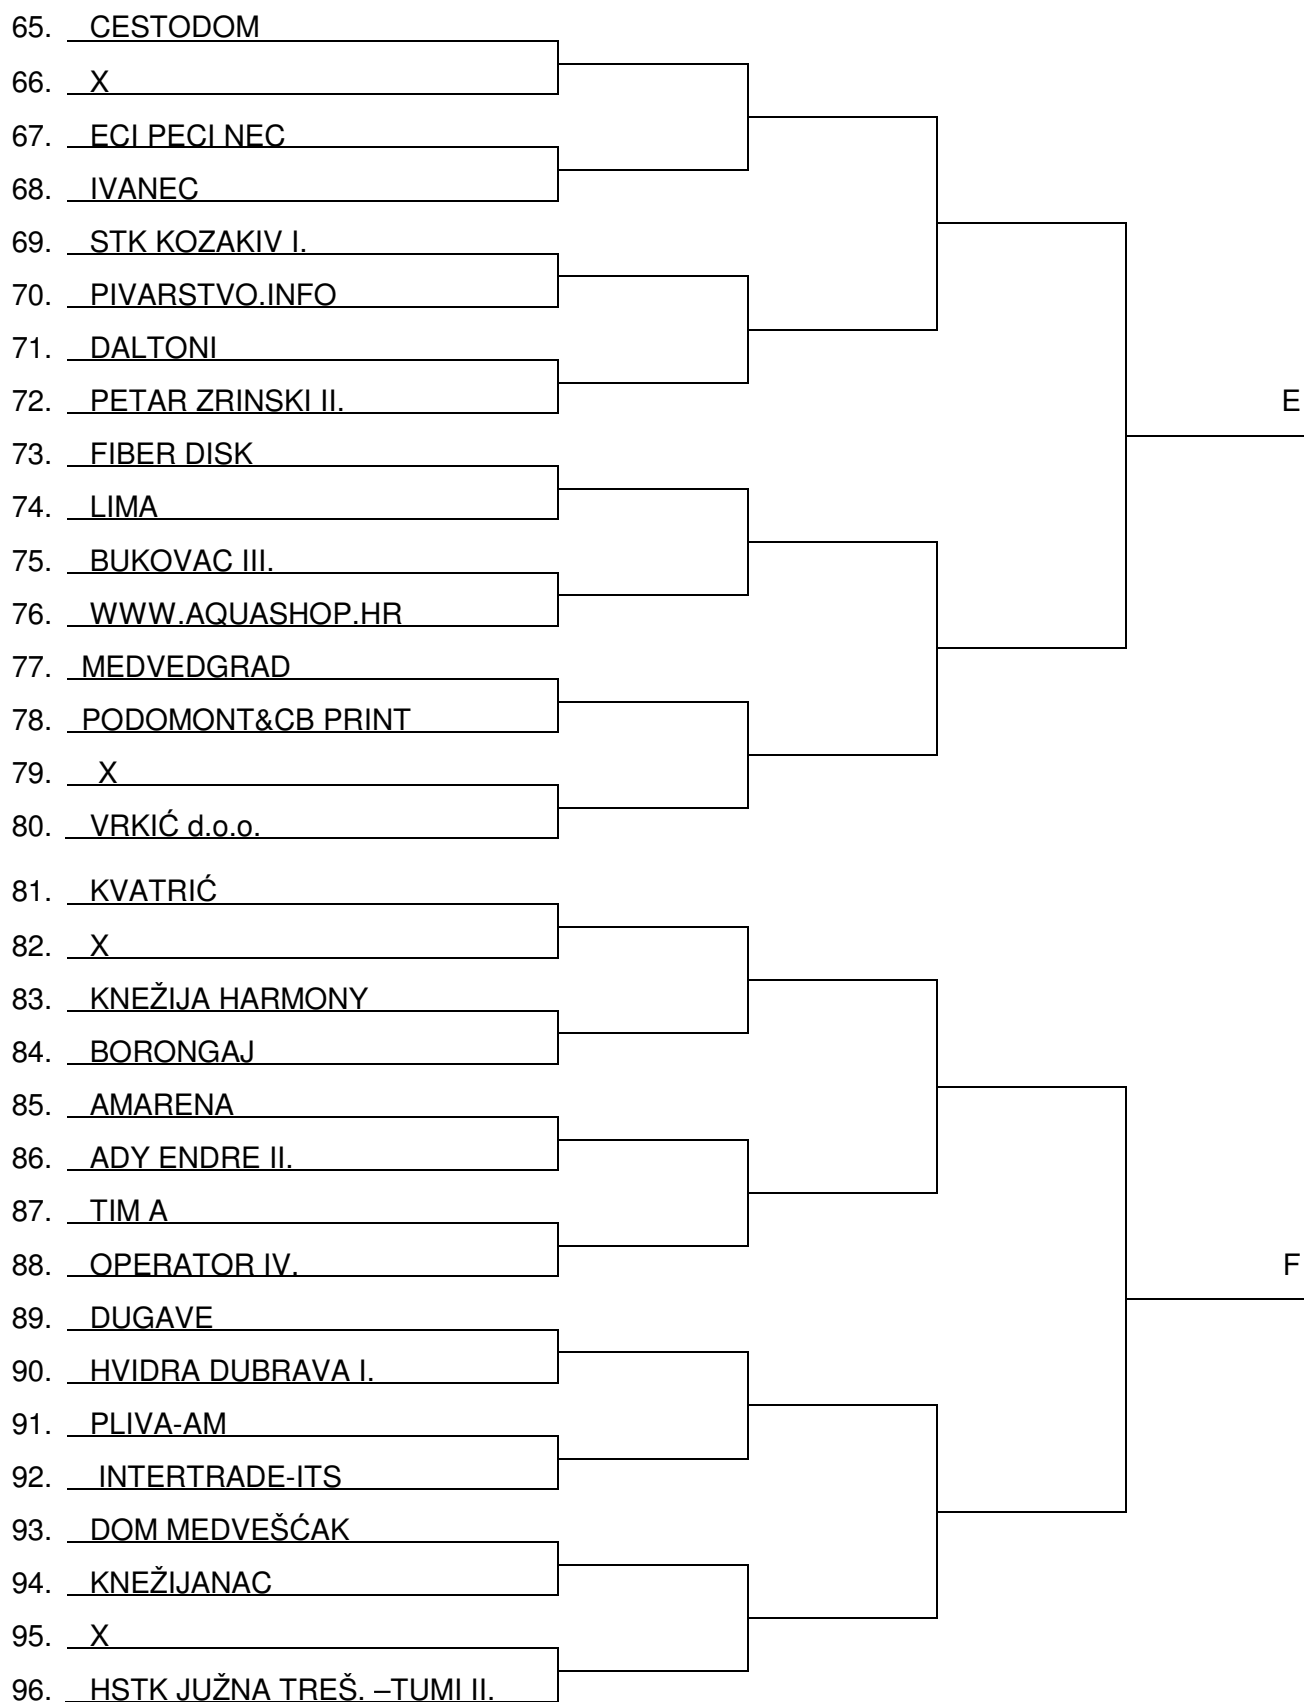 65. CESTODOM
66. X
67. ECI PECI NEC
68. IVANEC
69. STK KOZAKIV I.
70. PIVARSTVO.INFO
71. DALTONI
72. PETAR ZRINSKI II.
E
73. FIBER DISK
74. LIMA
75. BUKOVAC III.
76. WWW.AQUASHOP.HR
77. MEDVEDGRAD
78. PODOMONT&CB PRINT
79. X
80. VRKIĆ d.o.o.
81. KVATRIĆ
82. X
83. KNEŽIJA HARMONY
84. BORONGAJ
85. AMARENA
86. ADY ENDRE II.
87. TIM A
88. OPERATOR IV.
F
89. DUGAVE
90. HVIDRA DUBRAVA I.
91. PLIVA-AM
92. INTERTRADE-ITS
93. DOM MEDVEŠĆAK
94. KNEŽIJANAC
95. X
96. HSTK JUŽNA TREŠ. –TUMI II.